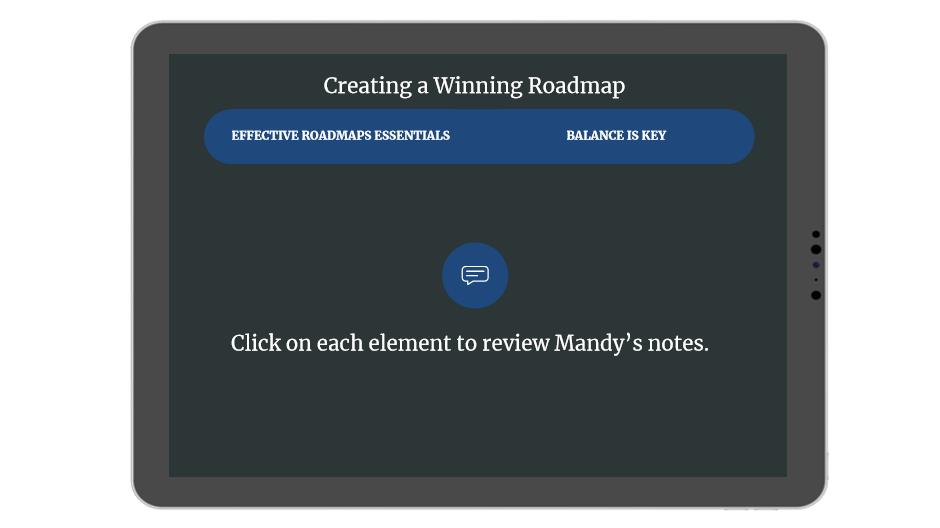 Creating a Winning Roadmap
EFFECTIVE ROADMAPS ESSENTIALS BALANCE IS KEY
Click on each element to review Mandy’s notes.